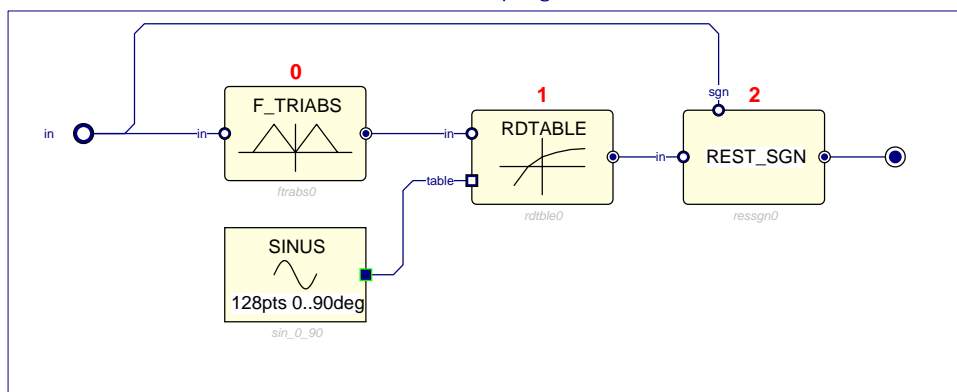 0
1
2
sgn
F_TRIABS
RDTABLE
REST_SGN
in
in
in
in
table
ftrabs0
rdtble0
ressgn0
SINUS
128pts 0..90deg
sin_0_90